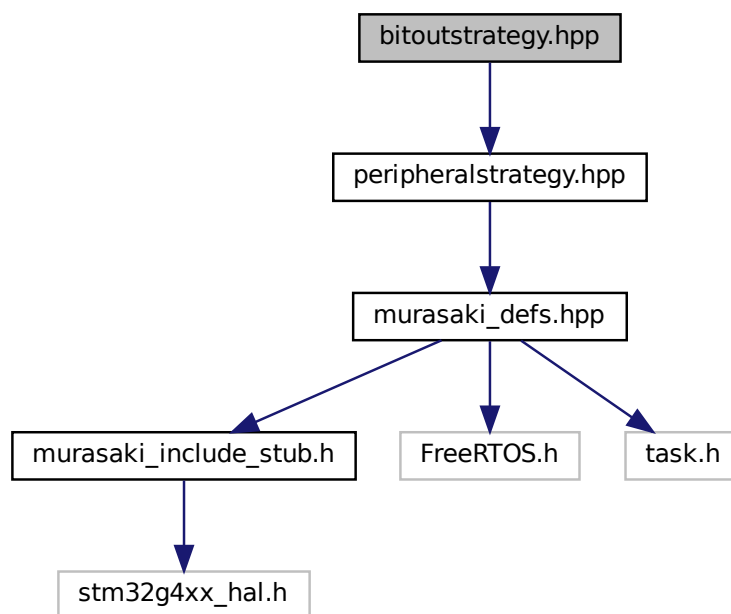 bitoutstrategy.hpp
peripheralstrategy.hpp
murasaki_defs.hpp
murasaki_include_stub.h
FreeRTOS.h
task.h
stm32g4xx_hal.h